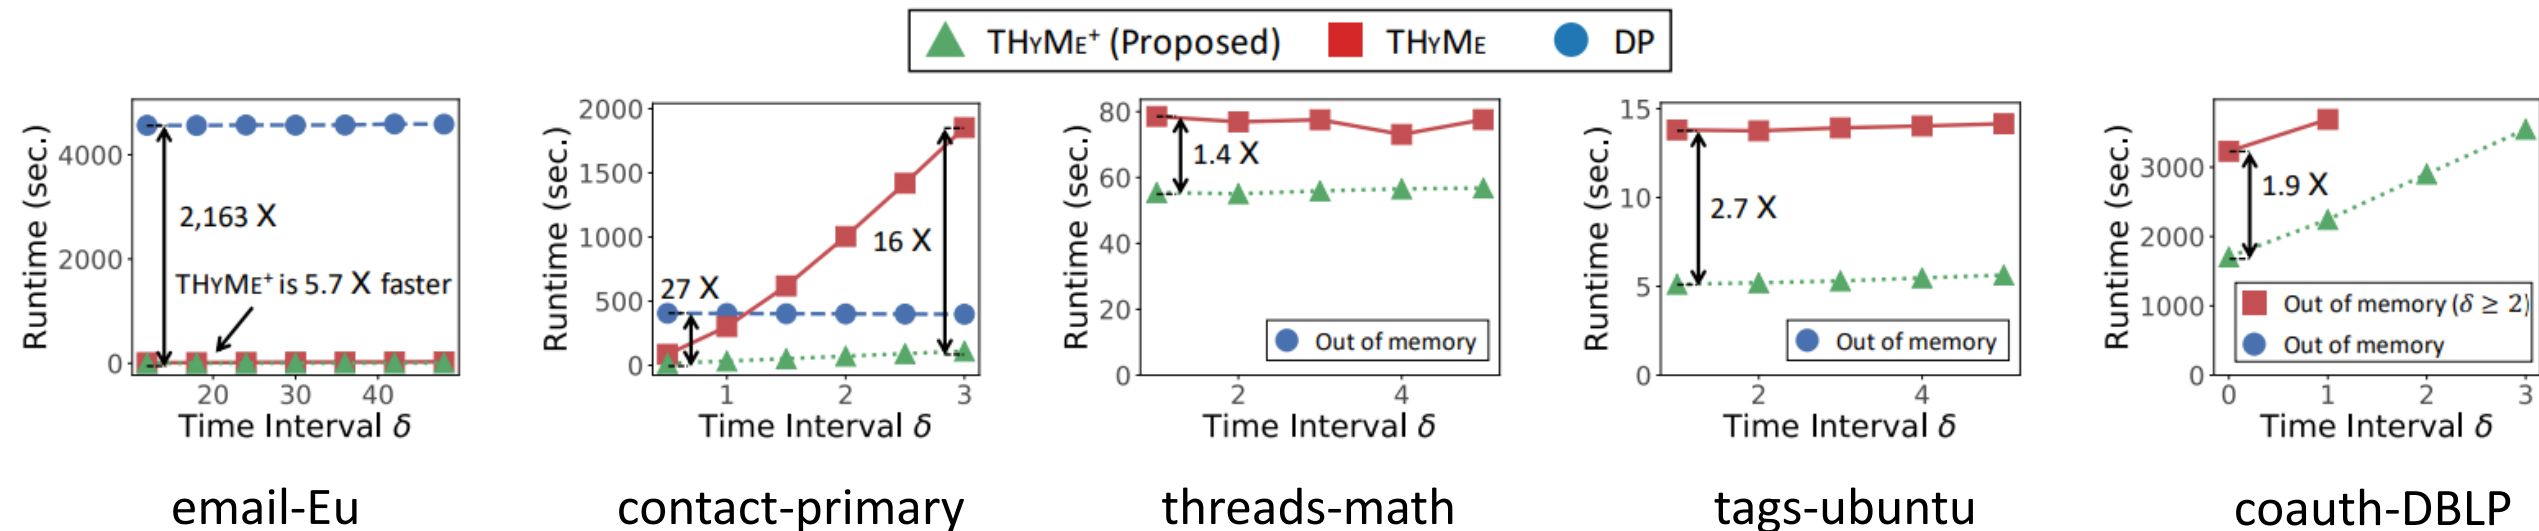 THYME+ (Proposed) THYME DP
Runtime (sec.)
4000
2000
0
2,163 X
THYME+ is 5.7 X faster
20 30 40
Time Interval δ
email-Eu
Runtime (sec.)
2000
1500
1000
500
0
27 X
16 X
1 2 3
Time Interval δ
contact-primary
Runtime (sec.)
80
60
40
20
0
1.4 X
Out of memory
2 4
Time Interval δ
threads-math
Runtime (sec.)
15
10
5
0
2.7 X
Out of memory
2 4
Time Interval δ
tags-ubuntu
Runtime (sec.)
3000
2000
1000
0
1.9 X
Out of memory (δ ≥ 2)
Out of memory
0 1 2 3
Time Interval δ
coauth-DBLP